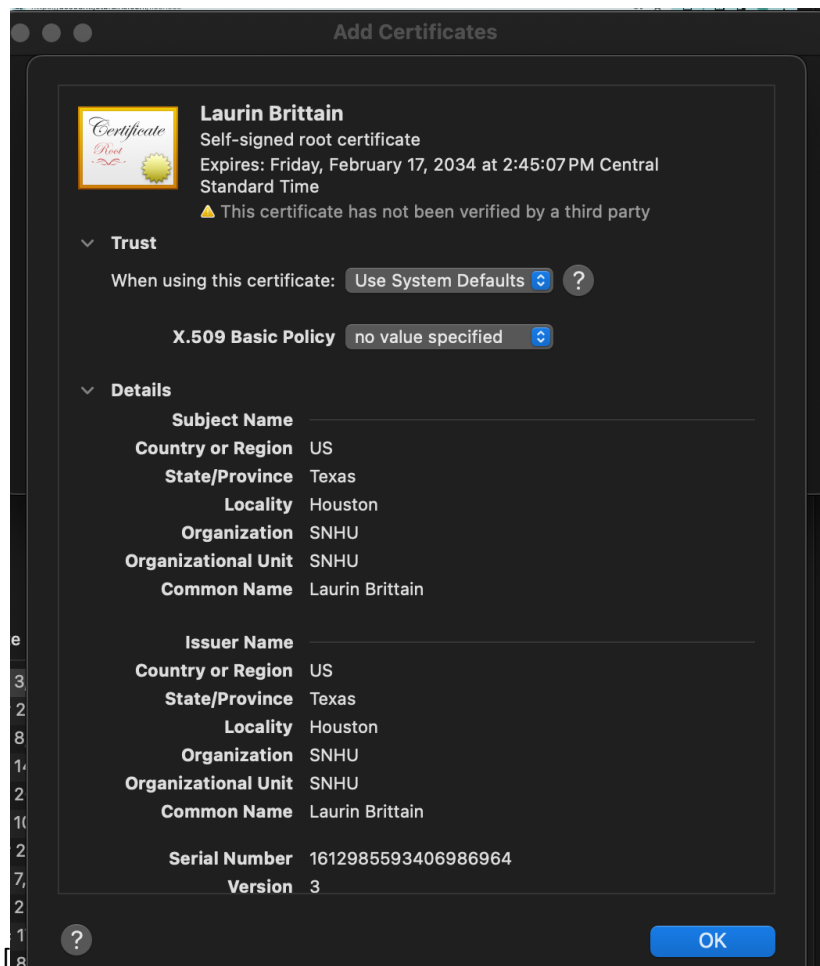 Add Certificates
Certificate
Root
Laurin Brittain
Self-signed root certificate
Expires: Friday, February 17, 2034 at 2:45:07 PM Central
Standard Time
This certificate has not been verified by a third party
Trust
When using this certificate: Use System Defaults ?
X.509 Basic Policy no value specified
Details
Subject Name
Country or Region US
State/Province Texas
Locality Houston
Organization SNHU
Organizational Unit SNHU
Common Name Laurin Brittain
Issuer Name
Country or Region US
State/Province Texas
Locality Houston
Organization SNHU
Organizational Unit SNHU
Common Name Laurin Brittain
Serial Number 1612985593406986964
Version 3
? OK